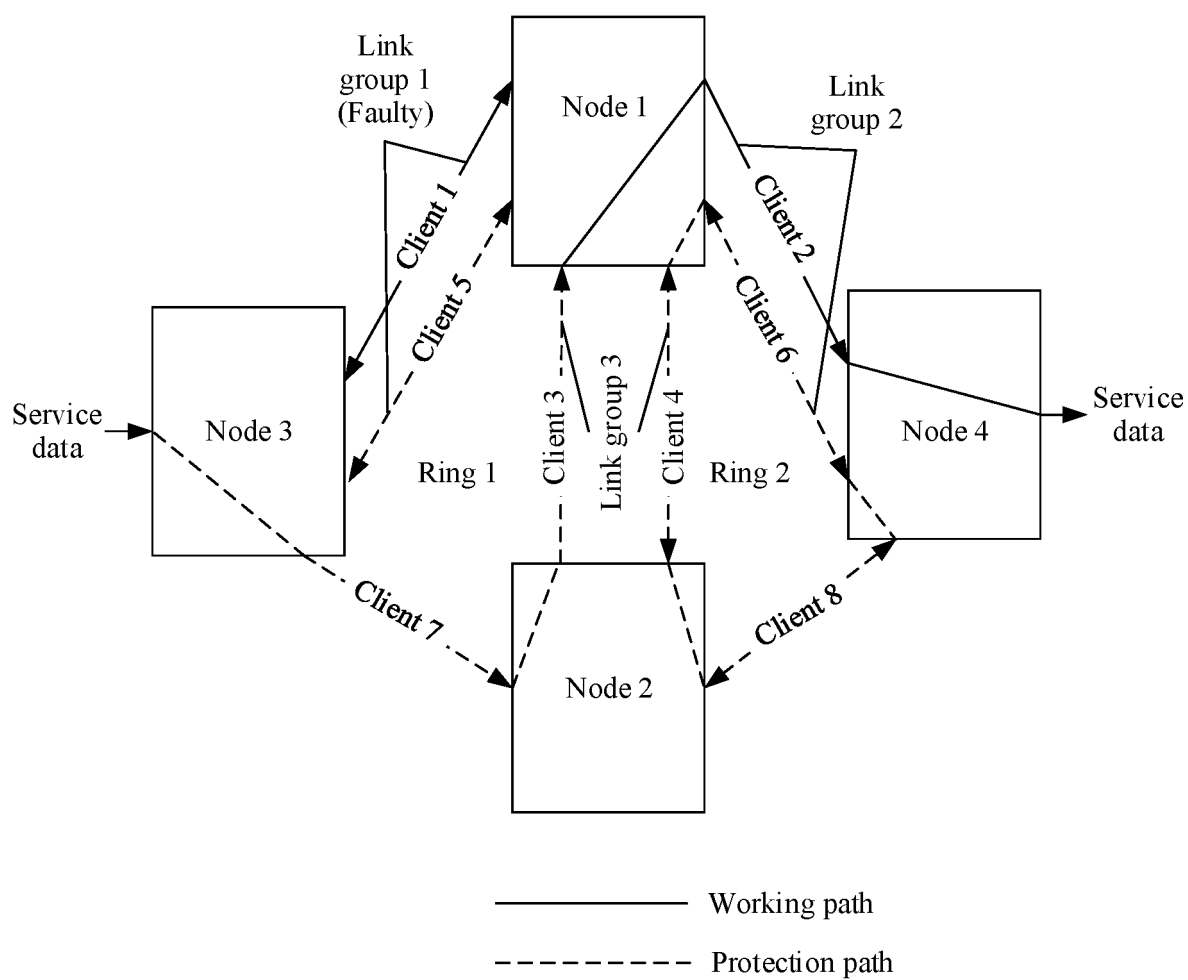 Link
group 1
(Faulty)
Node 1
Link
group 2
Client 1
Client 2
Client 5
Client 6
Service
data
Node 3
Ring 1
Client 3
Link group 3
Client 4
Ring 2
Node 4
Service
data
Client 7
Client 8
Node 2
Working path
Protection path